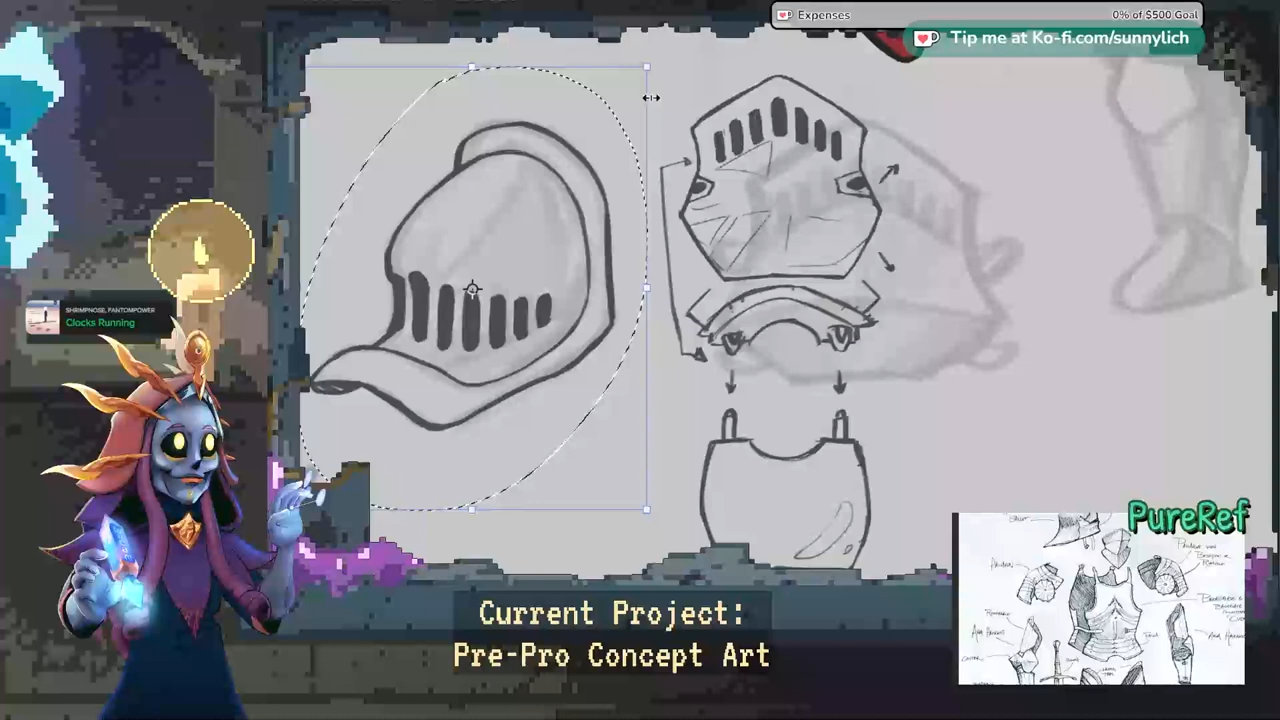 Expenses
0% of $500 Goal
Tip me at Ko-fi.com/sunnylich
SHRIMPNOSE, FANTOMPOWER
Clocks Running
PureRef
Current Project:
Pre-Pro Concept Art